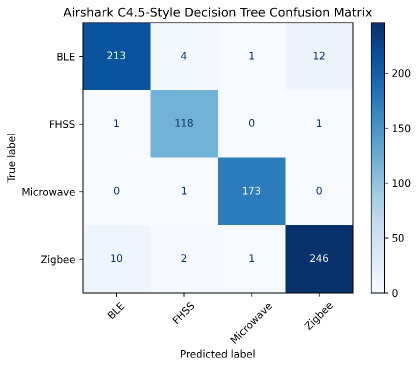 Airshark C4.5-Style Decision Tree Confusion Matrix
BLE 213 4 1 12
FHSS 1 118 0 1
Microwave 0 1 173 0
Zigbee 10 2 1 246
BLE FHSS Microwave Zigbee
Predicted label
True label
200
150
100
50
0